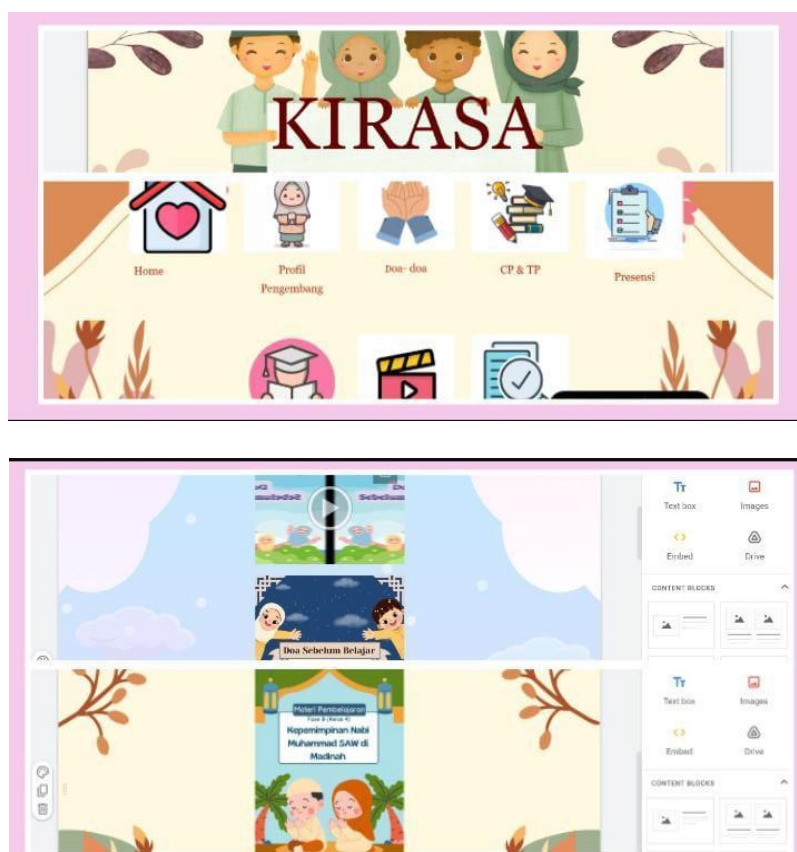 KIRASA
Home
Profil
Pengembang
Doa- doa
CP & TP
Presensi
Text box
Images
Embed
Drive
CONTENT BLOCKS
Doa Sebelum Belajar
Text box
Images
Embed
Drive
CONTENT BLOCKS
Materi Pembelajaran
Fase B (Kelas 4)
Kepemimpinan Nabi
Muhammad SAW di
Madinah